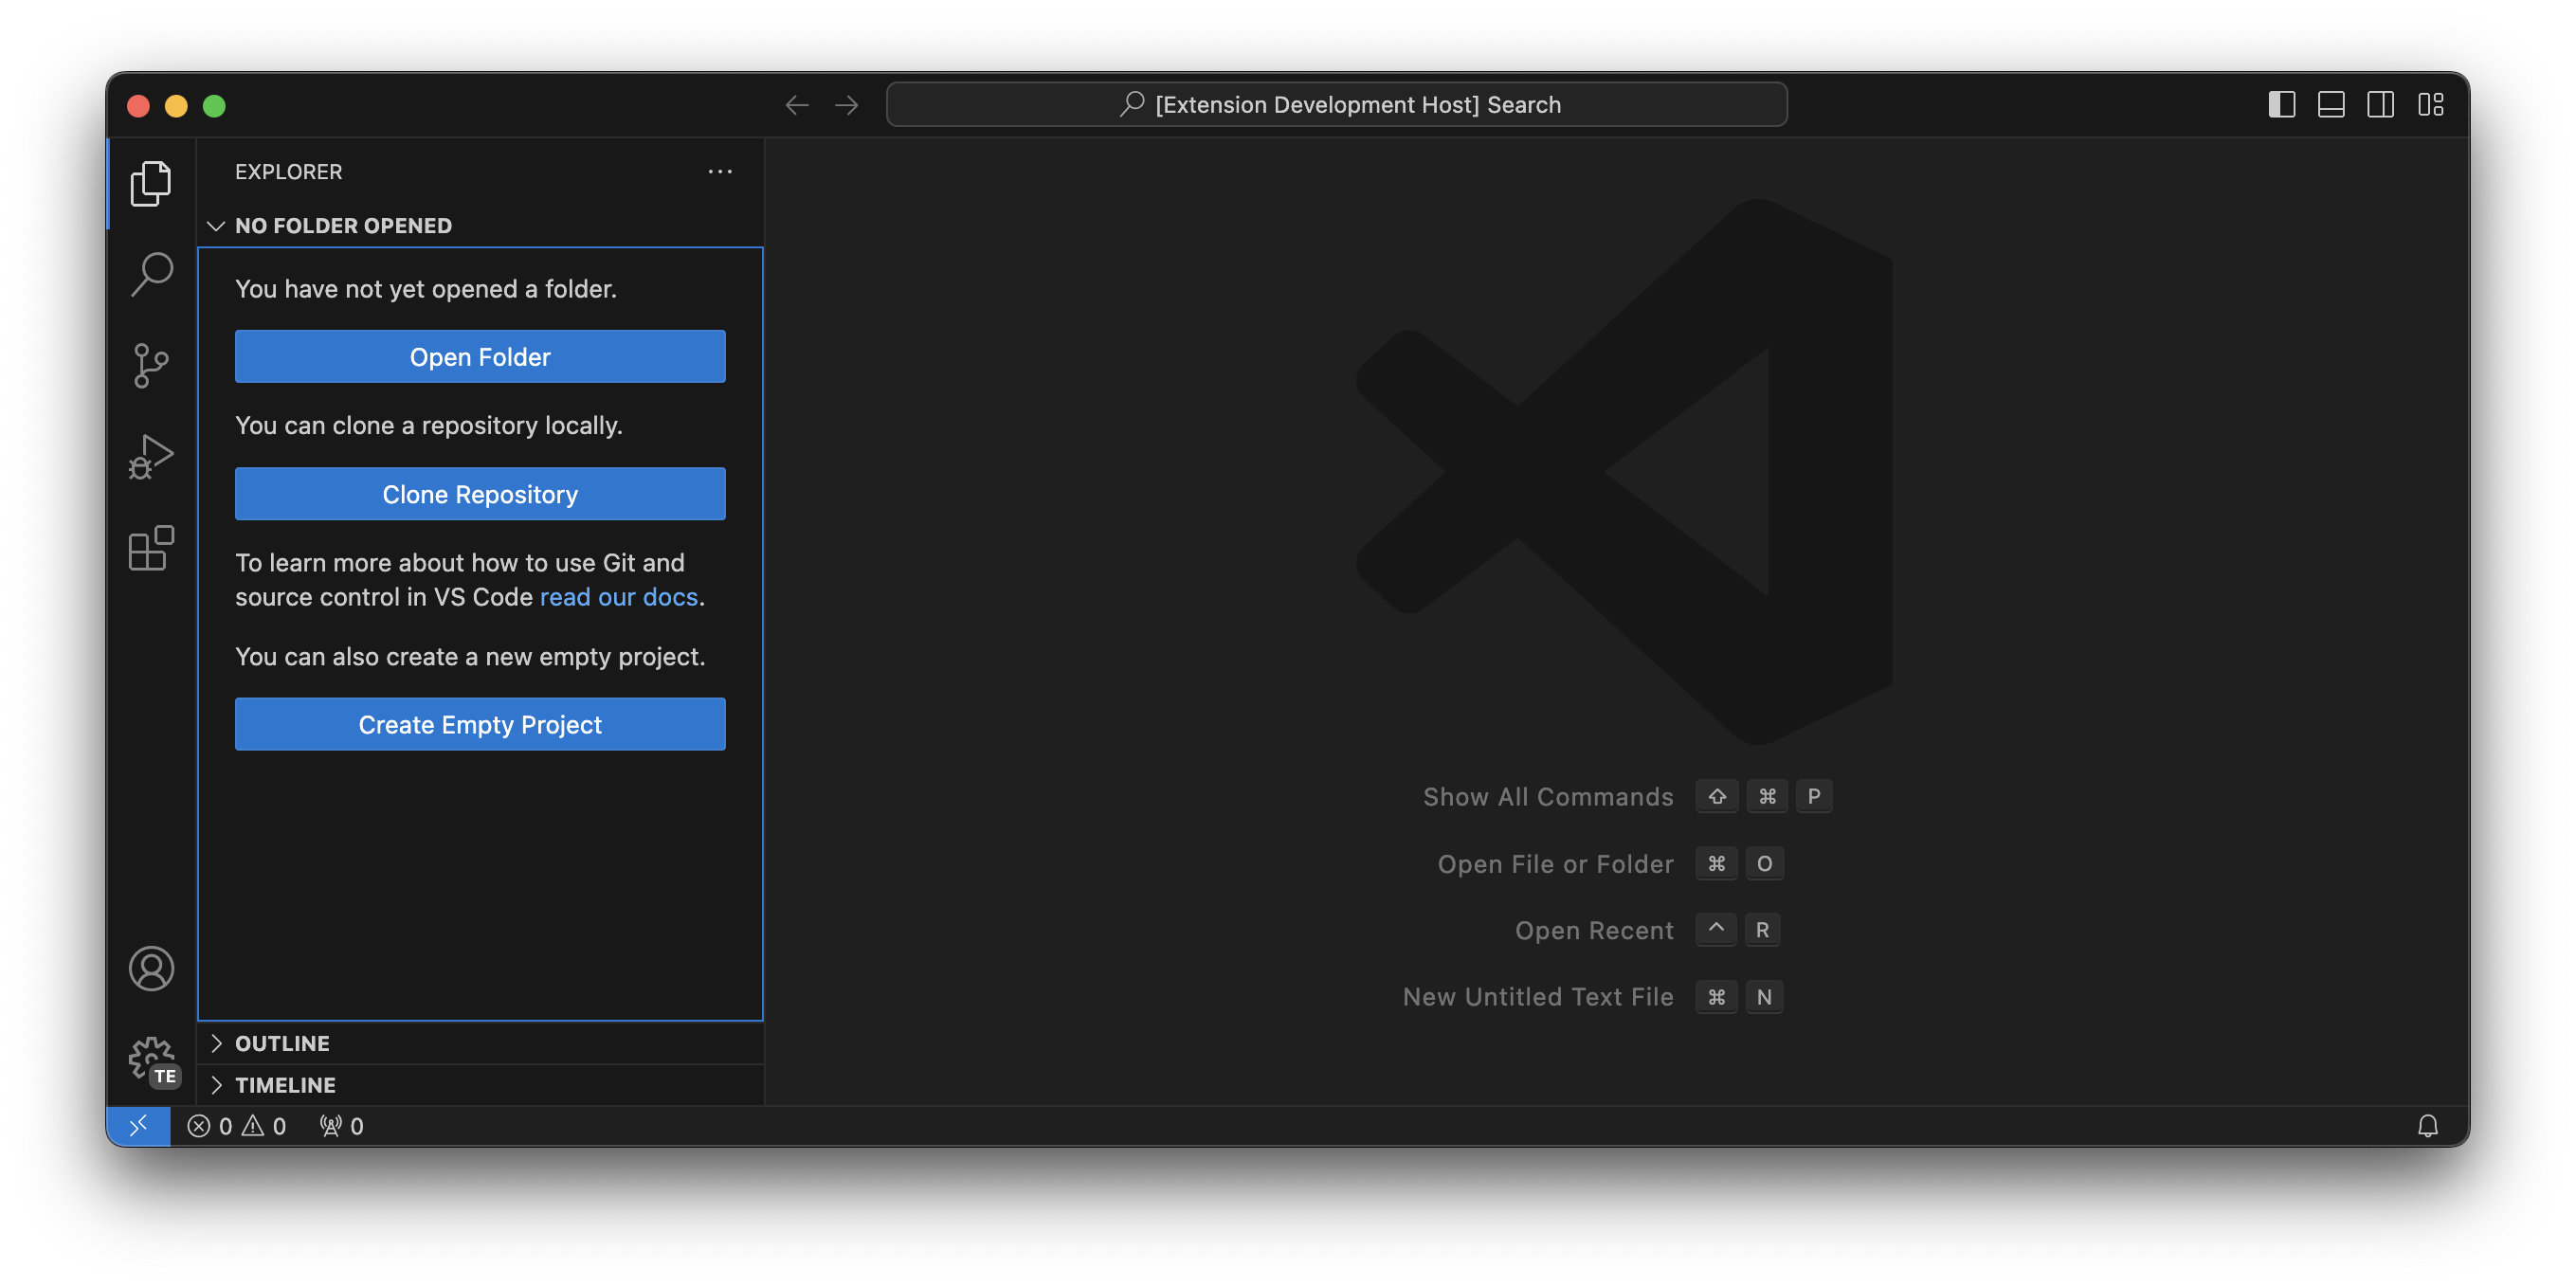 [Extension Development Host] Search
EXPLORER
NO FOLDER OPENED
You have not yet opened a folder.
Open Folder
You can clone a repository locally.
Clone Repository
To learn more about how to use Git and
source control in VS Code read our docs.
You can also create a new empty project.
Create Empty Project
OUTLINE
TIMELINE
Show All Commands ⇧ ⌘ P
Open File or Folder ⌘ O
Open Recent ^ R
New Untitled Text File ⌘ N
TE
0 0 0